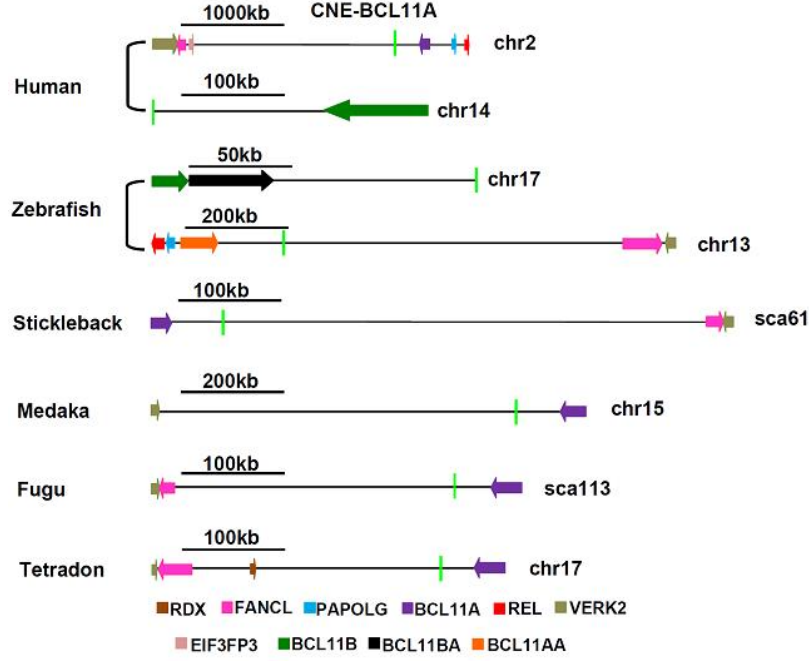 1000kb
CNE-BCL11A
chr2
Human
100kb
chr14
50kb
chr17
Zebrafish
200kb
chr13
100kb
Stickleback
sca61
200kb
Medaka
chr15
100kb
Fugu
sca113
100kb
Tetradon
chr17
RDX FANCL PAPOLG BCL11A REL VERK2
EIF3FP3 BCL11B BCL11BA BCL11AA